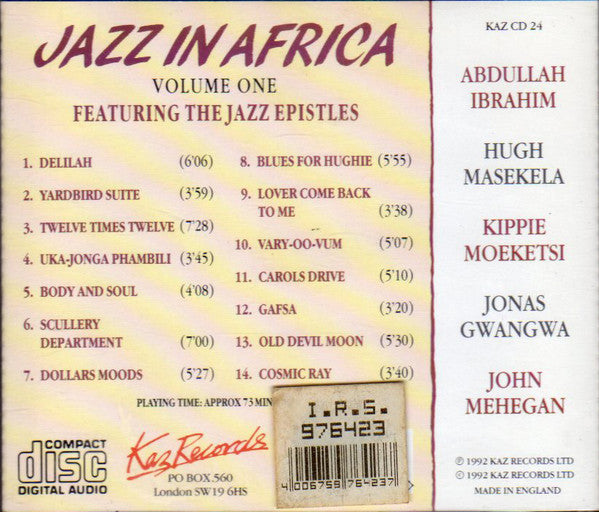 JAZZ IN AFRICA
VOLUME ONE
FEATURING THE JAZZ EPISTLES
1. DELILAH (6'06)
2. YARDBIRD SUITE (3'59)
3. TWELVE TIMES TWELVE (7'28)
4. UKA-JONGA PHAMBILI (3'45)
5. BODY AND SOUL (4'08)
6. SCULLERY
DEPARTMENT (7'00)
7. DOLLARS MOODS (5'27)
8. BLUES FOR HUGHIE (5'55)
9. LOVER COME BACK
TO ME (3'38)
10. VARY-OO-VUM (5'07)
11. CAROLS DRIVE (5'10)
12. GAFSA (3'20)
13. OLD DEVIL MOON (5'30)
14. COSMIC RAY (3'40)
PLAYING TIME: APPROX 73 MIN
COMPACT
disc
DIGITAL AUDIO
Kaz Records
PO BOX 560
London SW19 6HS
I.R.S.
976423
4 006759 764237
KAZ CD 24
ABDULLAH
IBRAHIM
HUGH
MASEKELA
KIPPIE
MOEKETSI
JONAS
GWANGWA
JOHN
MEHEGAN
℗ 1992 KAZ RECORDS LTD
© 1992 KAZ RECORDS LTD
MADE IN ENGLAND